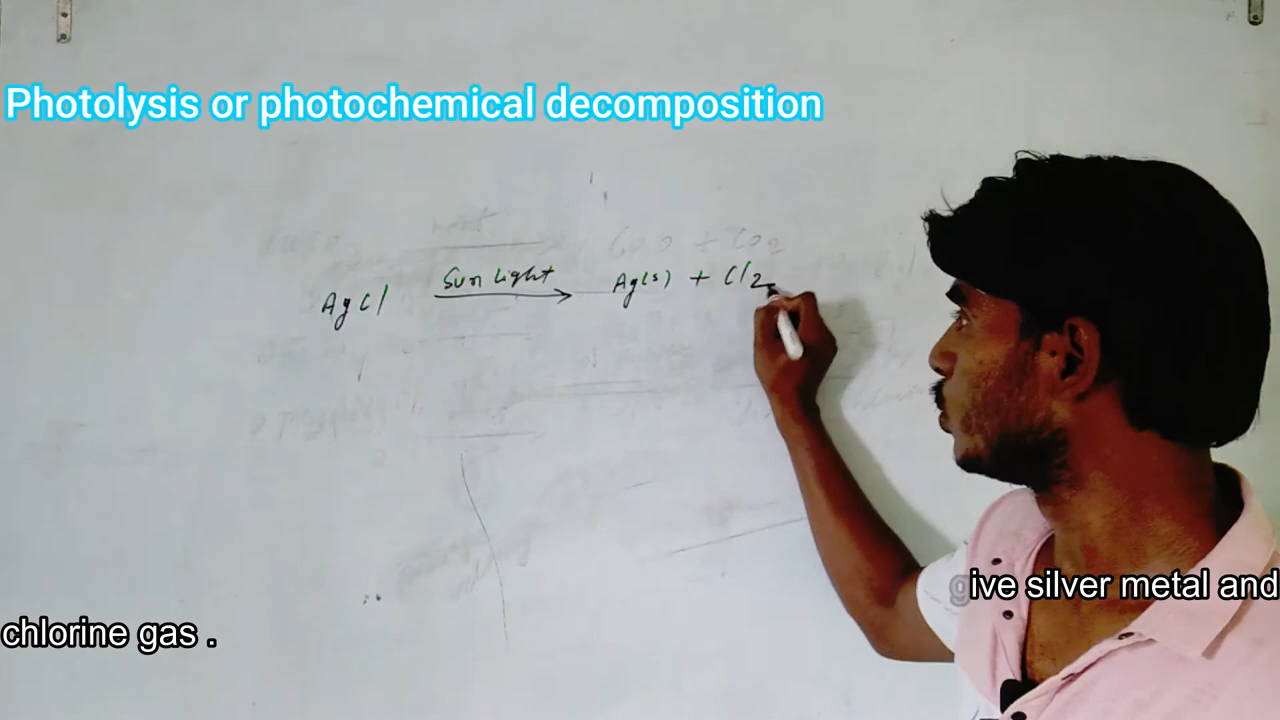 Photolysis or photochemical decomposition
AgCl Sun Light Ag(s) + Cl2
give silver metal and
chlorine gas .